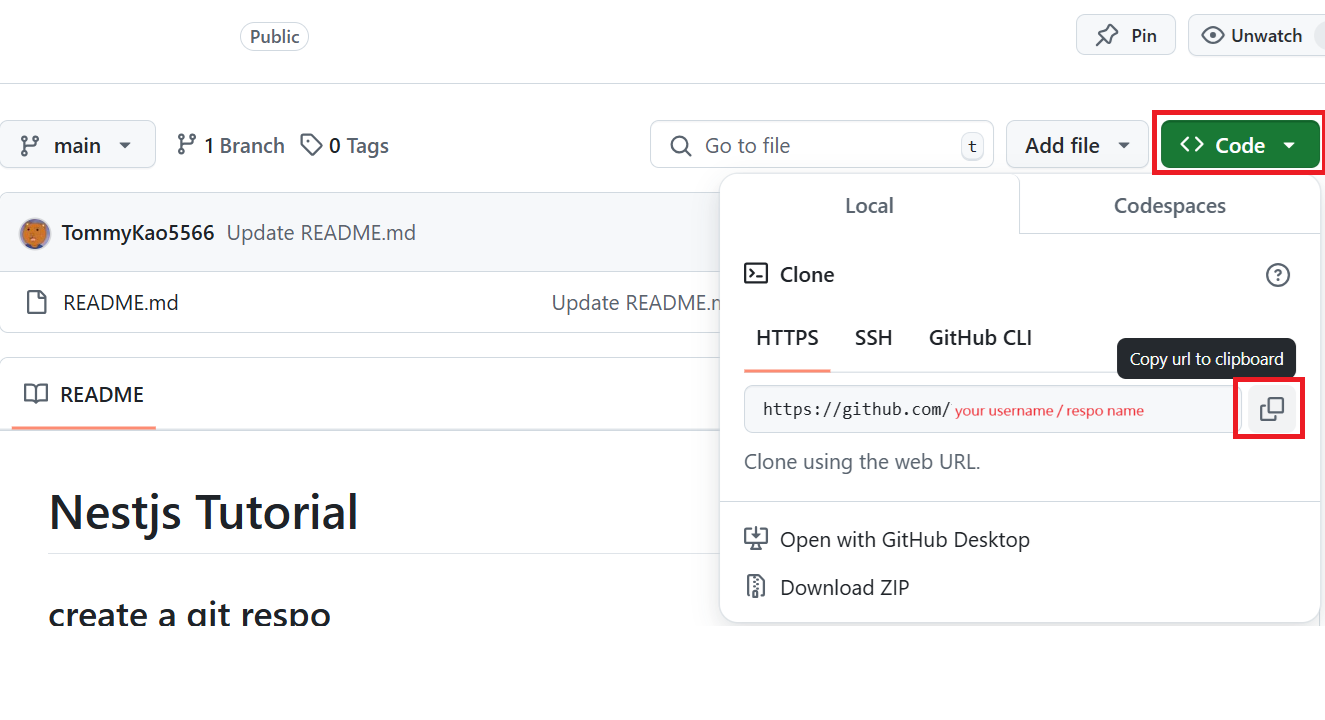 Public
Pin
Unwatch
main
1 Branch
0 Tags
Go to file
t
Add file
<> Code
Local
Codespaces
TommyKao5566 Update README.md
Clone
README.md
Update README.m
HTTPS
SSH
GitHub CLI
Copy url to clipboard
README
https://github.com/ your username / respo name
Clone using the web URL.
Nestjs Tutorial
Open with GitHub Desktop
Download ZIP
create a git respo